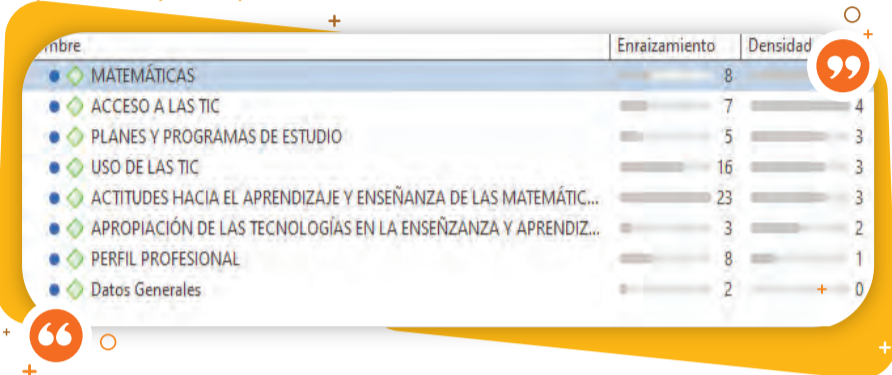 mbre Enraizamiento Densidad
MATEMÁTICAS 8
ACCESO A LAS TIC 7 4
PLANES Y PROGRAMAS DE ESTUDIO 5 3
USO DE LAS TIC 16 3
ACTITUDES HACIA EL APRENDIZAJE Y ENSEÑANZA DE LAS MATEMÁTIC... 23 3
APROPIACIÓN DE LAS TECNOLOGÍAS EN LA ENSEÑZANZA Y APRENDIZ... 3 2
PERFIL PROFESIONAL 8 1
Datos Generales 2 0